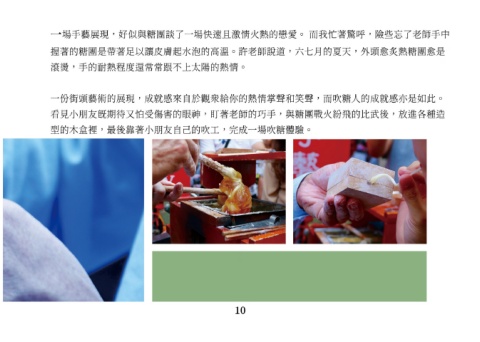 一場手藝展現，好似與糖團談了一場快速且激情火熱的戀愛。 而我忙著驚呼，險些忘了老師手中
握著的糖團是帶著足以讓皮膚起水泡的高溫。許老師說道，六七月的夏天，外頭愈炙熱糖團愈是
滾燙，手的耐熱程度還常常跟不上太陽的熱情。
一份街頭藝術的展現，成就感來自於觀眾給你的熱情掌聲和笑聲，而吹糖人的成就感亦是如此。
看見小朋友既期待又怕受傷害的眼神，盯著老師的巧手，與糖團戰火紛飛的比武後，放進各種造
型的木盒裡，最後靠著小朋友自己的吹工，完成一場吹糖體驗。
10